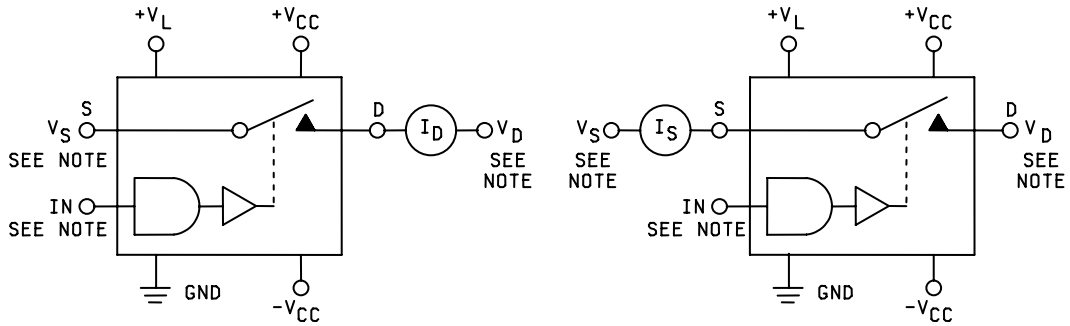 +VL +VCC +VL +VCC
S D S D
VS ID VD VS IS VD
SEE NOTE SEE NOTE SEE NOTE SEE NOTE
IN IN
SEE NOTE SEE NOTE
GND GND
-VCC -VCC